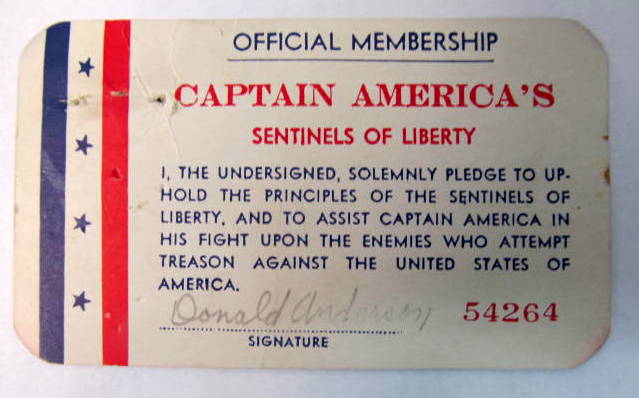 OFFICIAL MEMBERSHIP
CAPTAIN AMERICA'S
SENTINELS OF LIBERTY
I, THE UNDERSIGNED, SOLEMNLY PLEDGE TO UP-
HOLD THE PRINCIPLES OF THE SENTINELS OF
LIBERTY, AND TO ASSIST CAPTAIN AMERICA IN
HIS FIGHT UPON THE ENEMIES WHO ATTEMPT
TREASON AGAINST THE UNITED STATES OF
AMERICA.
Donald Anderson 54264
SIGNATURE